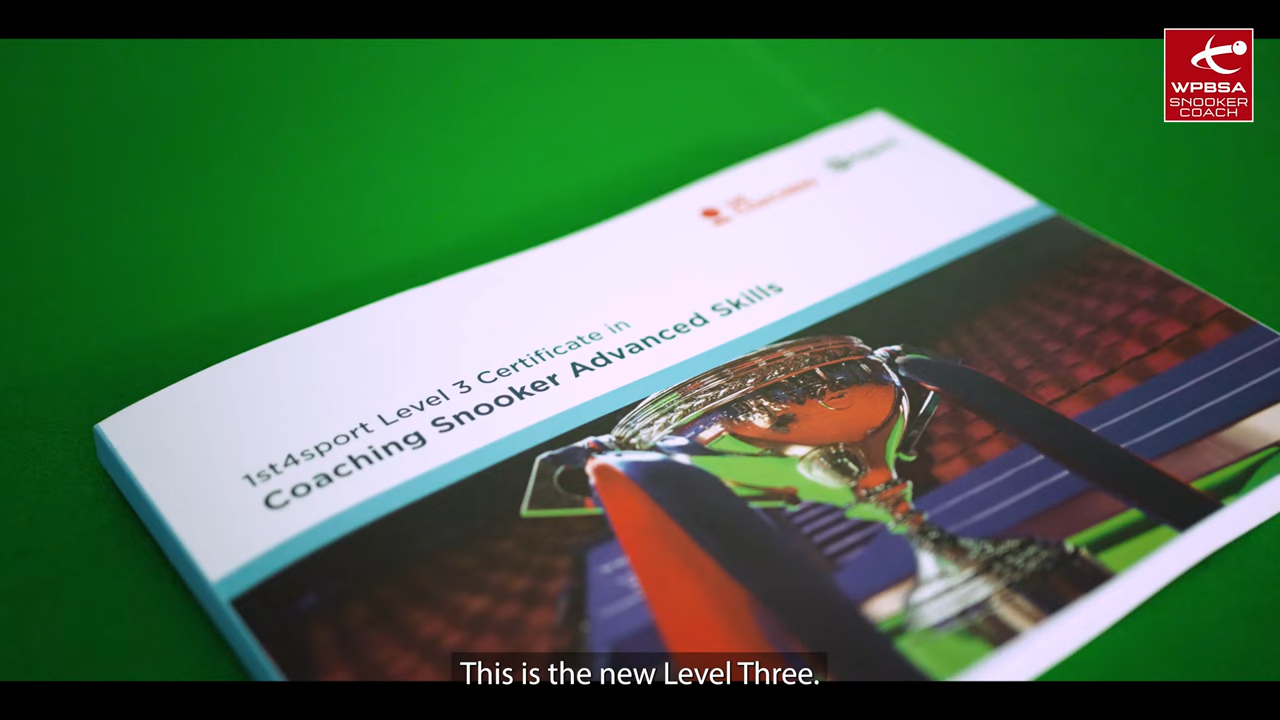 WPBSA
SNOOKER
COACH
1st4sport Level 3 Certificate in
Coaching Snooker Advanced Skills
This is the new Level Three.